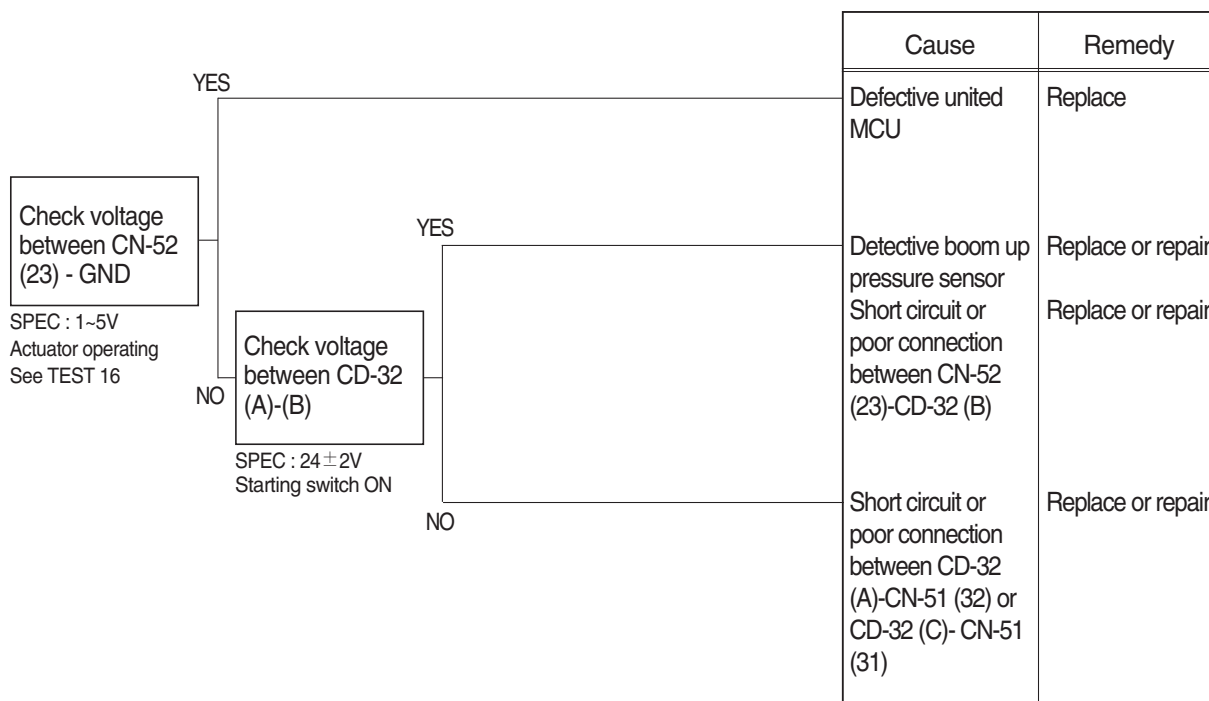 Cause
Remedy
YES
Defective united
MCU
Replace
Check voltage
between CN-52
(23) - GND
SPEC : 1~5V
Actuator operating
See TEST 16
YES
Detective boom up
pressure sensor
Replace or repair
Short circuit or
poor connection
between CN-52
(23)-CD-32 (B)
Replace or repair
NO
Check voltage
between CD-32
(A)-(B)
SPEC : 24±2V
Starting switch ON
NO
Short circuit or
poor connection
between CD-32
(A)-CN-51 (32) or
CD-32 (C)- CN-51
(31)
Replace or repair